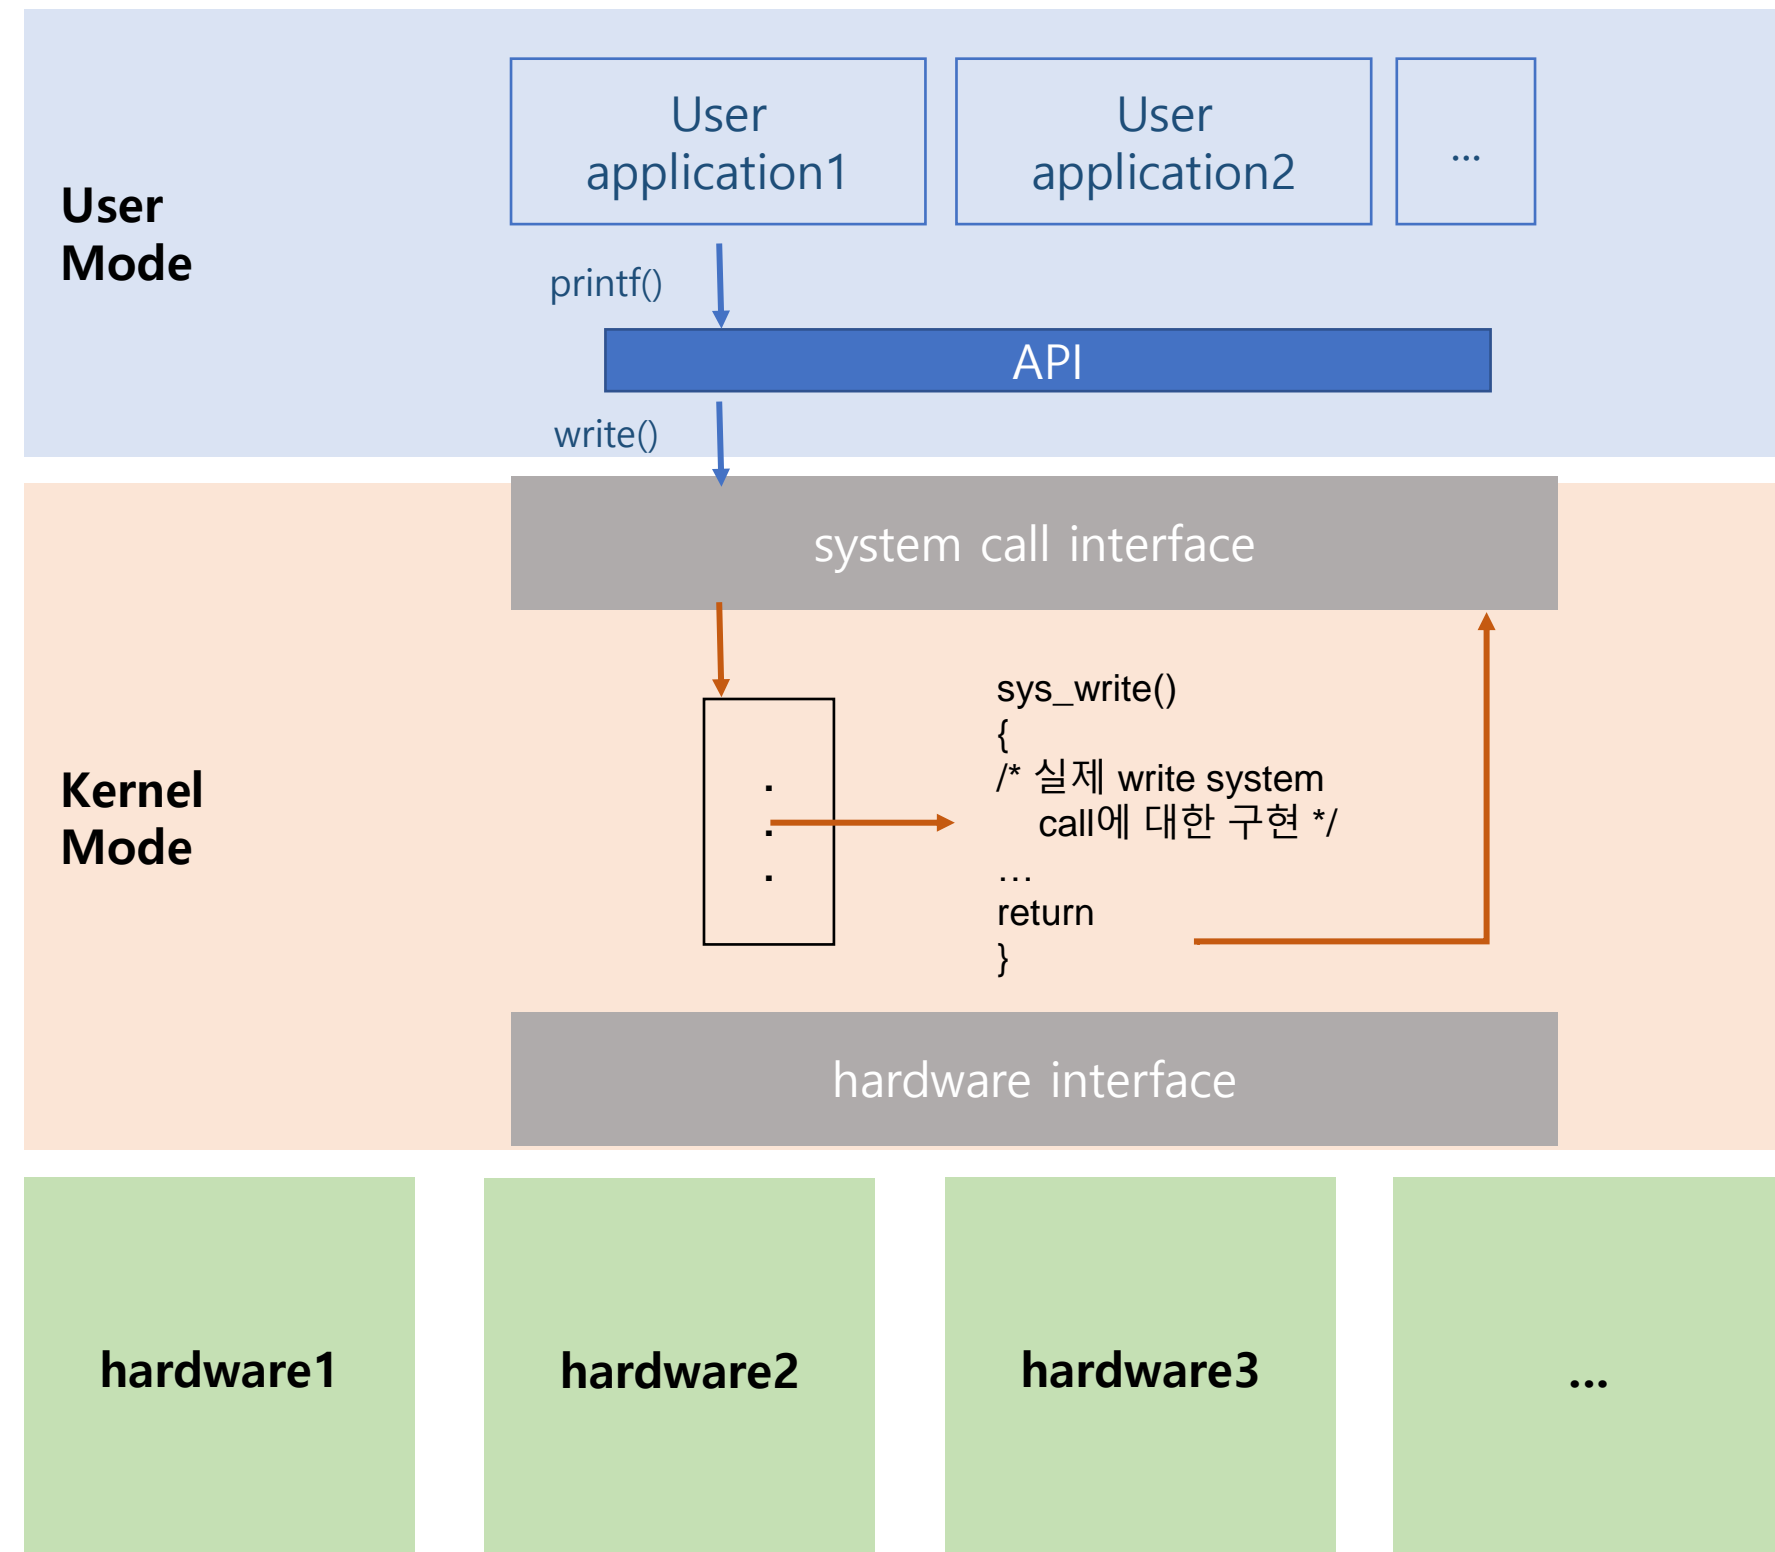 User
application1
User
application2
...
User
Mode
printf()
API
write()
system call interface
Kernel
Mode
.
.
.
sys_write()
{
/* 실제 write system
call에 대한 구현 */
…
return
}
hardware interface
hardware1
hardware2
hardware3
...